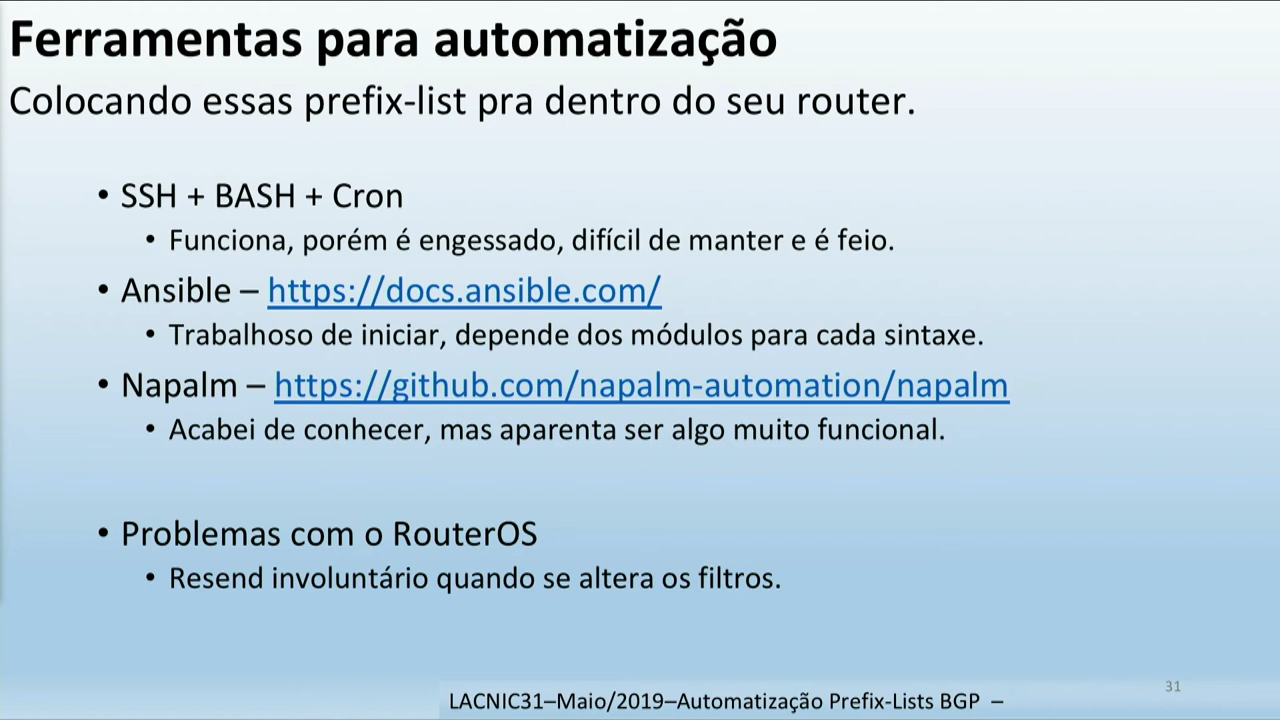 Ferramentas para automatização
Colocando essas prefix-list pra dentro do seu router.
• SSH + BASH + Cron
• Funciona, porém é engessado, difícil de manter e é feio.
• Ansible – https://docs.ansible.com/
• Trabalhoso de iniciar, depende dos módulos para cada sintaxe.
• Napalm – https://github.com/napalm-automation/napalm
• Acabei de conhecer, mas aparenta ser algo muito funcional.
• Problemas com o RouterOS
• Resend involuntário quando se altera os filtros.
31
LACNIC31–Maio/2019–Automatização Prefix-Lists BGP –